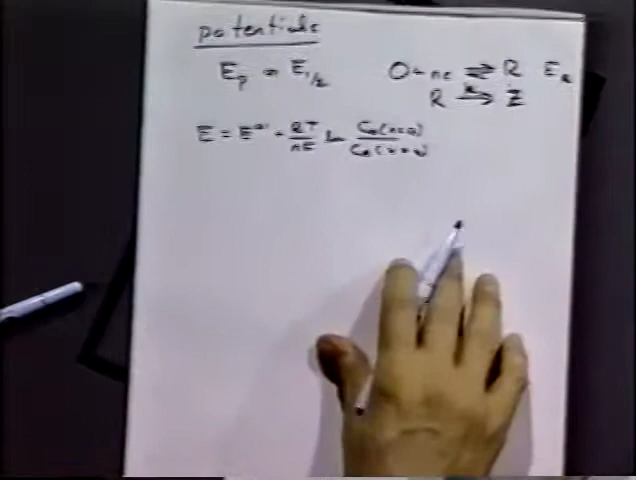 potentials
Ep = E1/2 O + ne ⇌ R Er
R →k Z
E = E°' + RT/nF ln Co(x=0)/CR(x=0)